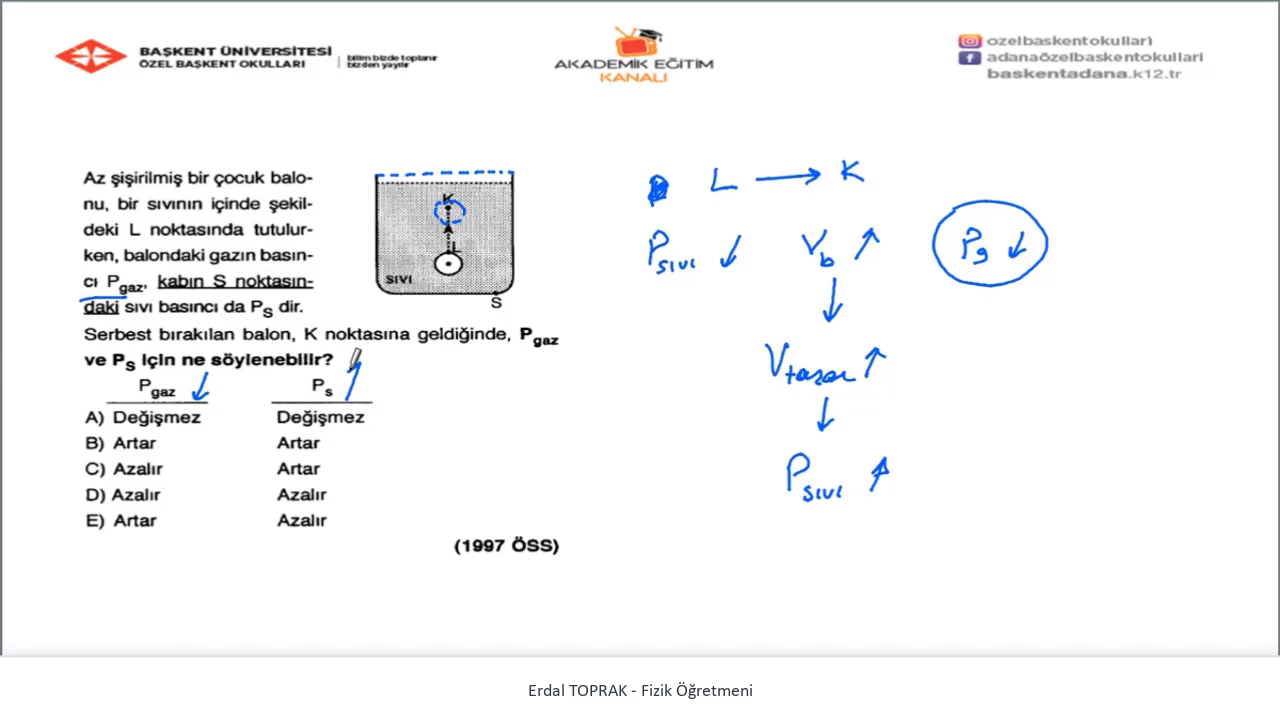 BAŞKENT ÜNİVERSİTESİ
ÖZEL BAŞKENT OKULLARI
bilim bizde toplanır
bizden yayılır
AKADEMİK EĞİTİM
KANALI
ozelbaskentokullari
adanaözelbaskentokullari
baskentadana.k12.tr
Az şişirilmiş bir çocuk balo-
nu, bir sıvının içinde şekil-
deki L noktasında tutulur-
ken, balondaki gazın basın-
cı Pgaz, kabın S noktasın-
daki sıvı basıncı da PS dir.
Serbest bırakılan balon, K noktasına geldiğinde, Pgaz
ve PS için ne söylenebilir?
K
L
SIVI
S
Pgaz Ps
A) Değişmez Değişmez
B) Artar Artar
C) Azalır Artar
D) Azalır Azalır
E) Artar Azalır
(1997 ÖSS)
L → K
Psıvı ↓ Vb ↑ Pg ↓
↓
Vtaşan ↑
↓
Psıvı ↑
Erdal TOPRAK - Fizik Öğretmeni